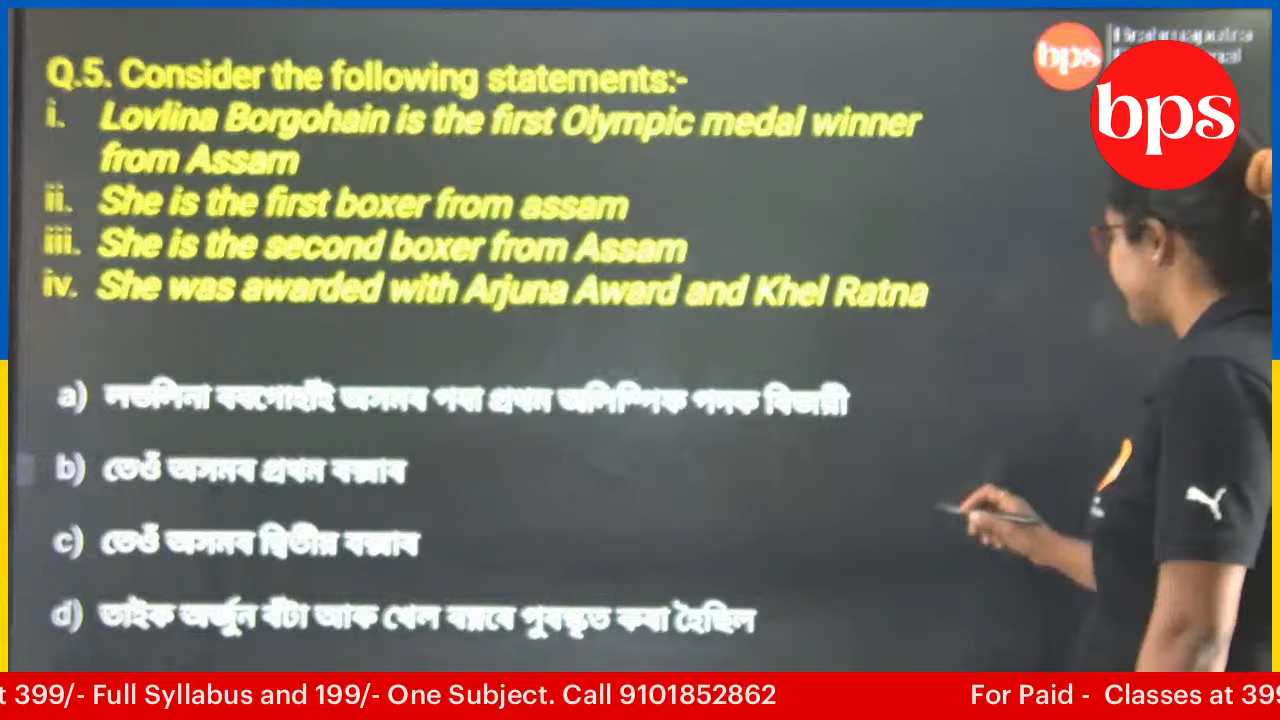 bps
bps
Q.5. Consider the following statements:-
i. Lovlina Borgohain is the first Olympic medal winner
from Assam
ii. She is the first boxer from assam
iii. She is the second boxer from Assam
iv. She was awarded with Arjuna Award and Khel Ratna
a) লভলিনা বৰগোহাঁই অসমৰ পৰা প্ৰথম অলিম্পিক পদক বিজয়ী
b) তেওঁ অসমৰ প্ৰথম বক্সাৰ
c) তেওঁ অসমৰ দ্বিতীয় বক্সাৰ
d) তাইক অৰ্জুন বঁটা আৰু খেল ৰত্নৰে পুৰস্কৃত কৰা হৈছিল
399/- Full Syllabus and 199/- One Subject. Call 9101852862
For Paid - Classes at